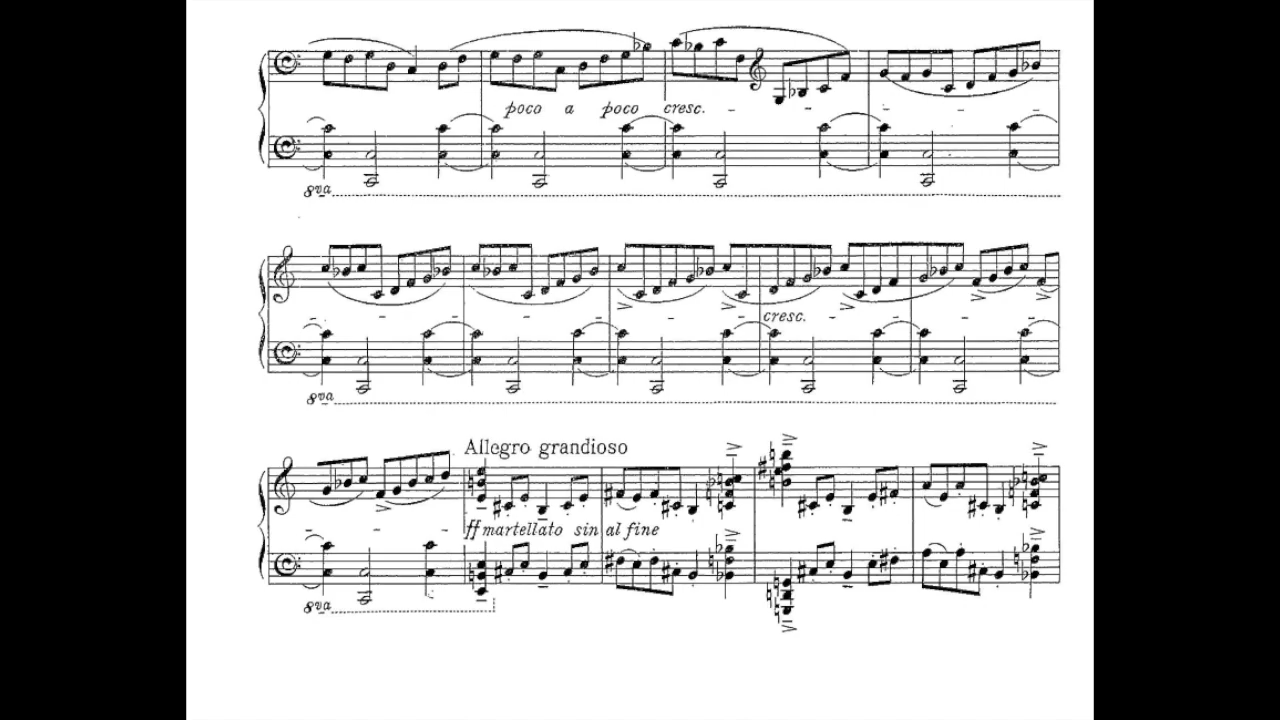 poco a poco cresc.
8va
cresc.
8va
Allegro grandioso
ff martellato sin al fine
8va